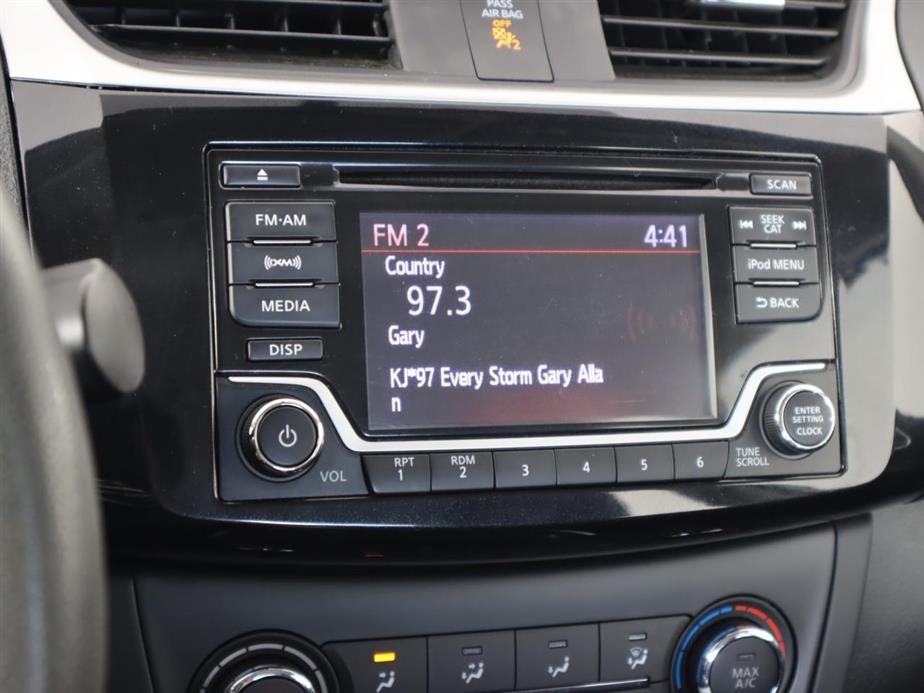 PASS
AIR BAG
OFF
2
SCAN
FM·AM
XM
MEDIA
DISP
FM 2 4:41
Country
97.3
Gary
KJ*97 Every Storm Gary Alla
n
SEEK
CAT
iPod MENU
BACK
VOL
RPT
1
RDM
2
3
4
5
6
TUNE
SCROLL
ENTER
SETTING
CLOCK
MAX
A/C